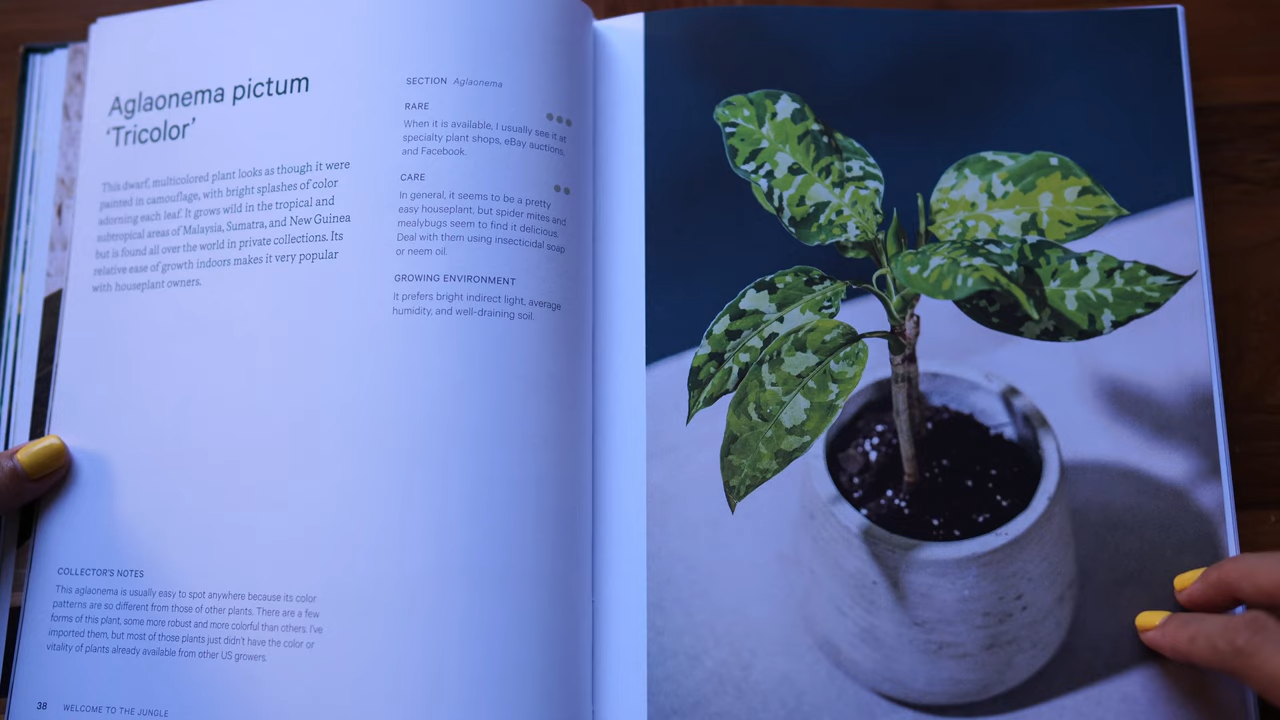 Aglaonema pictum
‘Tricolor’
This dwarf, multicolored plant looks as though it were
painted in camouflage, with bright splashes of color
adorning each leaf. It grows wild in the tropical and
subtropical areas of Malaysia, Sumatra, and New Guinea
but is found all over the world in private collections. Its
relative ease of growth indoors makes it very popular
with houseplant owners.
SECTION Aglaonema
RARE
When it is available, I usually see it at
specialty plant shops, eBay auctions,
and Facebook.
CARE
In general, it seems to be a pretty
easy houseplant, but spider mites and
mealybugs seem to find it delicious.
Deal with them using insecticidal soap
or neem oil.
GROWING ENVIRONMENT
It prefers bright indirect light, average
humidity, and well-draining soil.
COLLECTOR'S NOTES
This aglaonema is usually easy to spot anywhere because its color
patterns are so different from those of other plants. There are a few
forms of this plant, some more robust and more colorful than others. I've
imported them, but most of those plants just didn't have the color or
vitality of plants already available from other US growers.
38 WELCOME TO THE JUNGLE